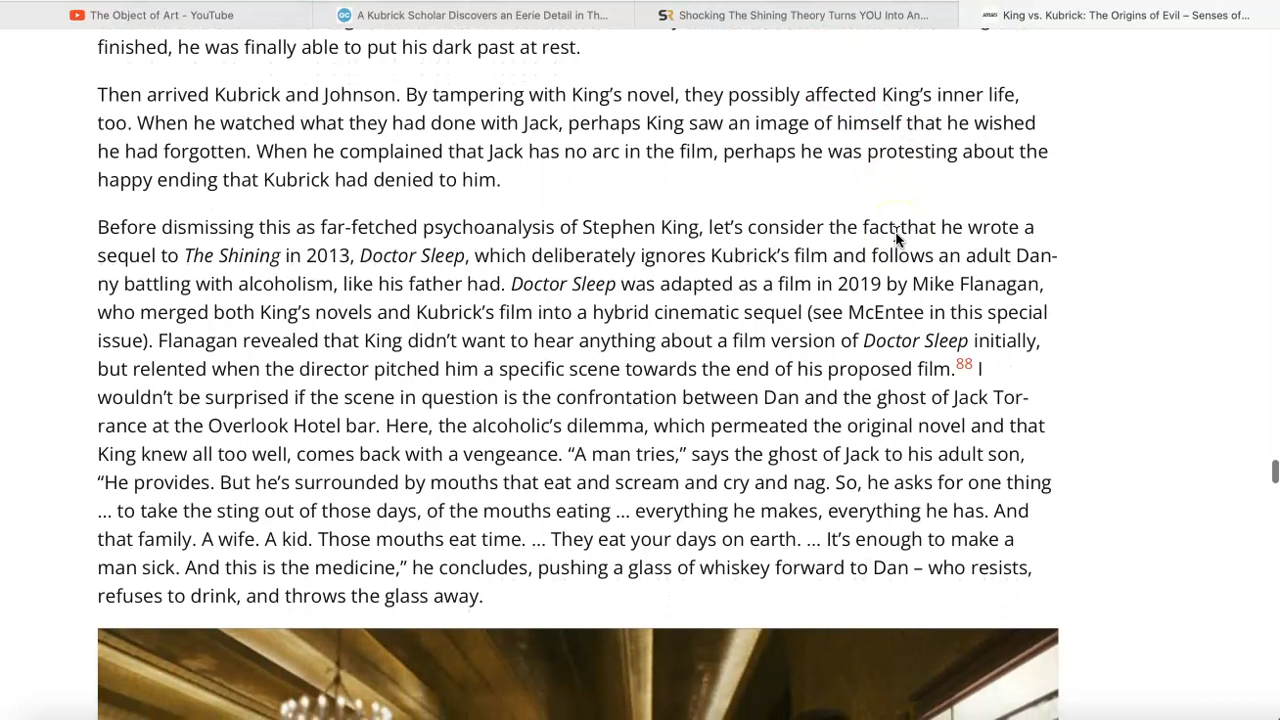 The Object of Art - YouTube
A Kubrick Scholar Discovers an Eerie Detail in Th...
Shocking The Shining Theory Turns YOU Into An...
King vs. Kubrick: The Origins of Evil – Senses of...
finished, he was finally able to put his dark past at rest.
Then arrived Kubrick and Johnson. By tampering with King’s novel, they possibly affected King’s inner life,
too. When he watched what they had done with Jack, perhaps King saw an image of himself that he wished
he had forgotten. When he complained that Jack has no arc in the film, perhaps he was protesting about the
happy ending that Kubrick had denied to him.
Before dismissing this as far-fetched psychoanalysis of Stephen King, let’s consider the fact that he wrote a
sequel to The Shining in 2013, Doctor Sleep, which deliberately ignores Kubrick’s film and follows an adult Dan-
ny battling with alcoholism, like his father had. Doctor Sleep was adapted as a film in 2019 by Mike Flanagan,
who merged both King’s novels and Kubrick’s film into a hybrid cinematic sequel (see McEntee in this special
issue). Flanagan revealed that King didn’t want to hear anything about a film version of Doctor Sleep initially,
but relented when the director pitched him a specific scene towards the end of his proposed film.88 I
wouldn’t be surprised if the scene in question is the confrontation between Dan and the ghost of Jack Tor-
rance at the Overlook Hotel bar. Here, the alcoholic’s dilemma, which permeated the original novel and that
King knew all too well, comes back with a vengeance. “A man tries,” says the ghost of Jack to his adult son,
“He provides. But he’s surrounded by mouths that eat and scream and cry and nag. So, he asks for one thing
… to take the sting out of those days, of the mouths eating … everything he makes, everything he has. And
that family. A wife. A kid. Those mouths eat time. … They eat your days on earth. … It’s enough to make a
man sick. And this is the medicine,” he concludes, pushing a glass of whiskey forward to Dan – who resists,
refuses to drink, and throws the glass away.